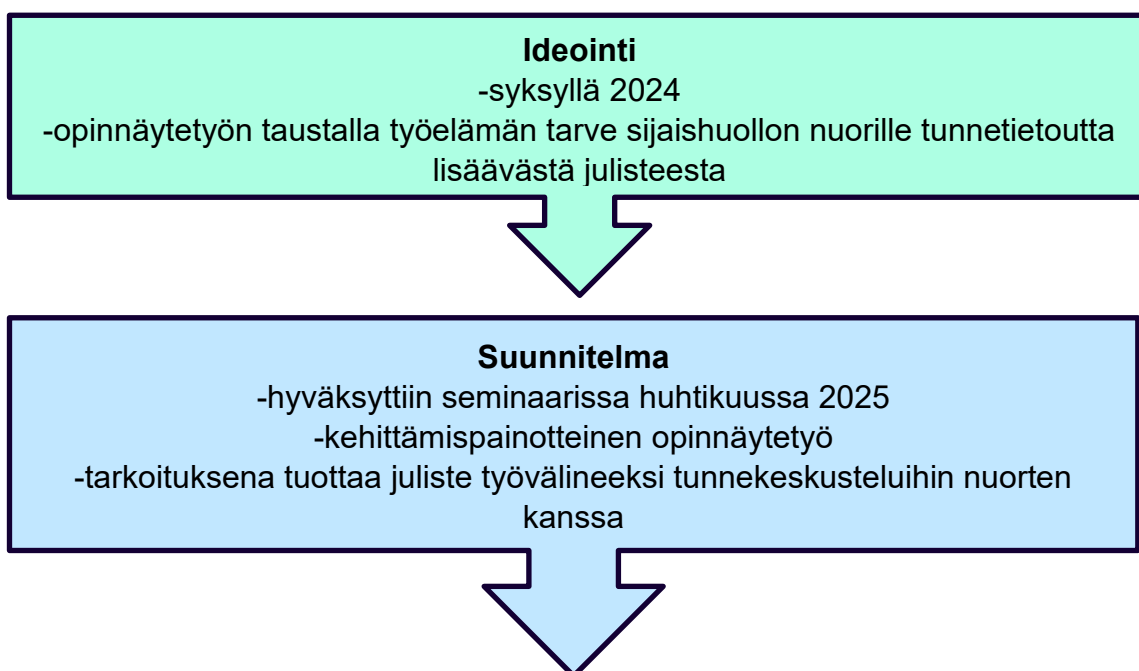 Ideointi
-syksyllä 2024
-opinnäytetyön taustalla työelämän tarve sijaishuollon nuorille tunnetietoutta
lisäävästä julisteesta
Suunnitelma
-hyväksyttiin seminaarissa huhtikuussa 2025
-kehittämispainotteinen opinnäytetyö
-tarkoituksena tuottaa juliste työvälineeksi tunnekeskusteluihin nuorten
kanssa